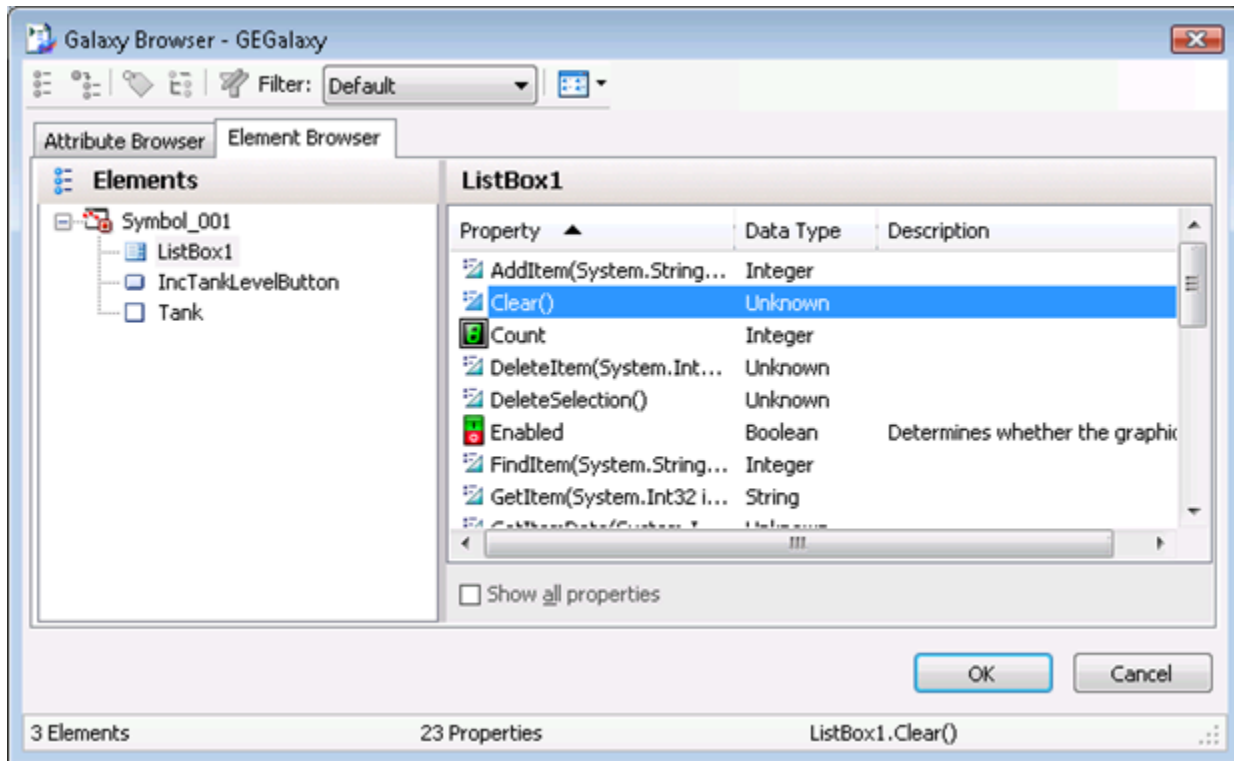 Galaxy Browser - GEGalaxy
Filter: Default
Attribute Browser Element Browser
Elements
ListBox1
Symbol_001
ListBox1
IncTankLevelButton
Tank
Property Data Type Description
AddItem(System.String... Integer
Clear() Unknown
Count Integer
DeleteItem(System.Int... Unknown
DeleteSelection() Unknown
Enabled Boolean Determines whether the graphic
FindItem(System.String... Integer
GetItem(System.Int32 i... String
Show all properties
OK Cancel
3 Elements 23 Properties ListBox1.Clear()